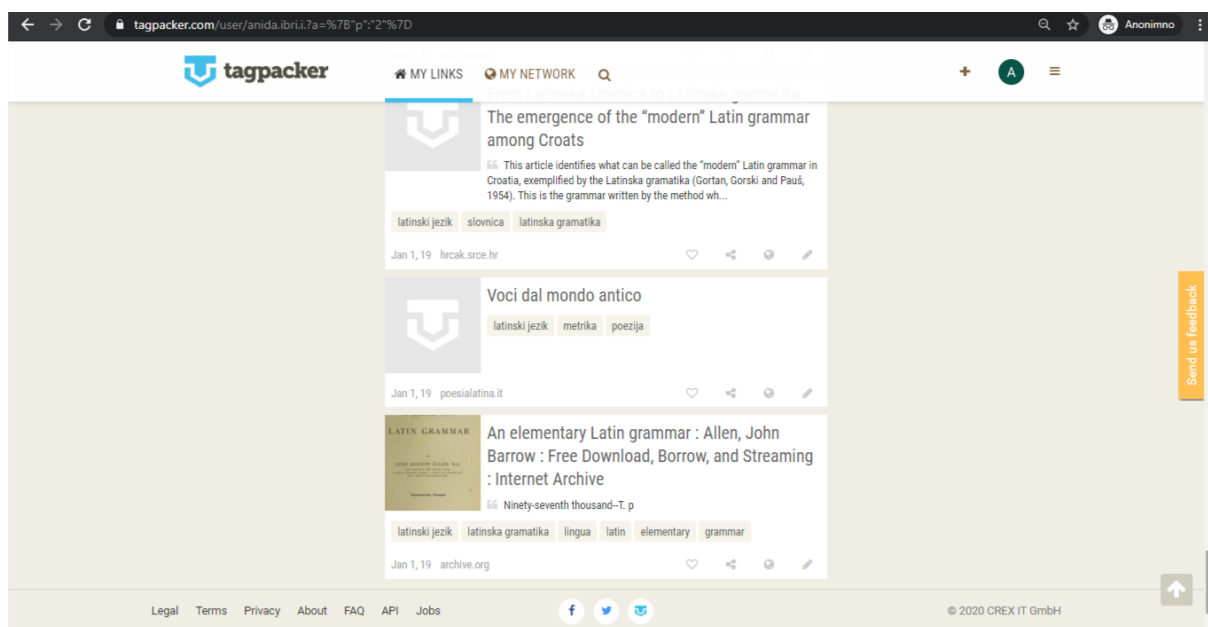 tagpacker.com/user/anida.ibri.i.?a=%7B"p":"2"%7D
Anonimno
tagpacker
MY LINKS
MY NETWORK
A
From Latinska slovnica to Latinska gramatika.
The emergence of the “modern” Latin grammar
among Croats
This article identifies what can be called the “modern” Latin grammar in
Croatia, exemplified by the Latinska gramatika (Gortan, Gorski and Pauš,
1954). This is the grammar written by the method wh...
latinski jezik slovnica latinska gramatika
Jan 1, 19 hrcak.srce.hr
Voci dal mondo antico
latinski jezik metrika poezija
Jan 1, 19 poesialatina.it
Send us feedback
LATIN GRAMMAR
An elementary Latin grammar : Allen, John
Barrow : Free Download, Borrow, and Streaming
: Internet Archive
Ninety-seventh thousand--T. p
latinski jezik latinska gramatika lingua latin elementary grammar
Jan 1, 19 archive.org
Legal Terms Privacy About FAQ API Jobs
© 2020 CREX IT GmbH